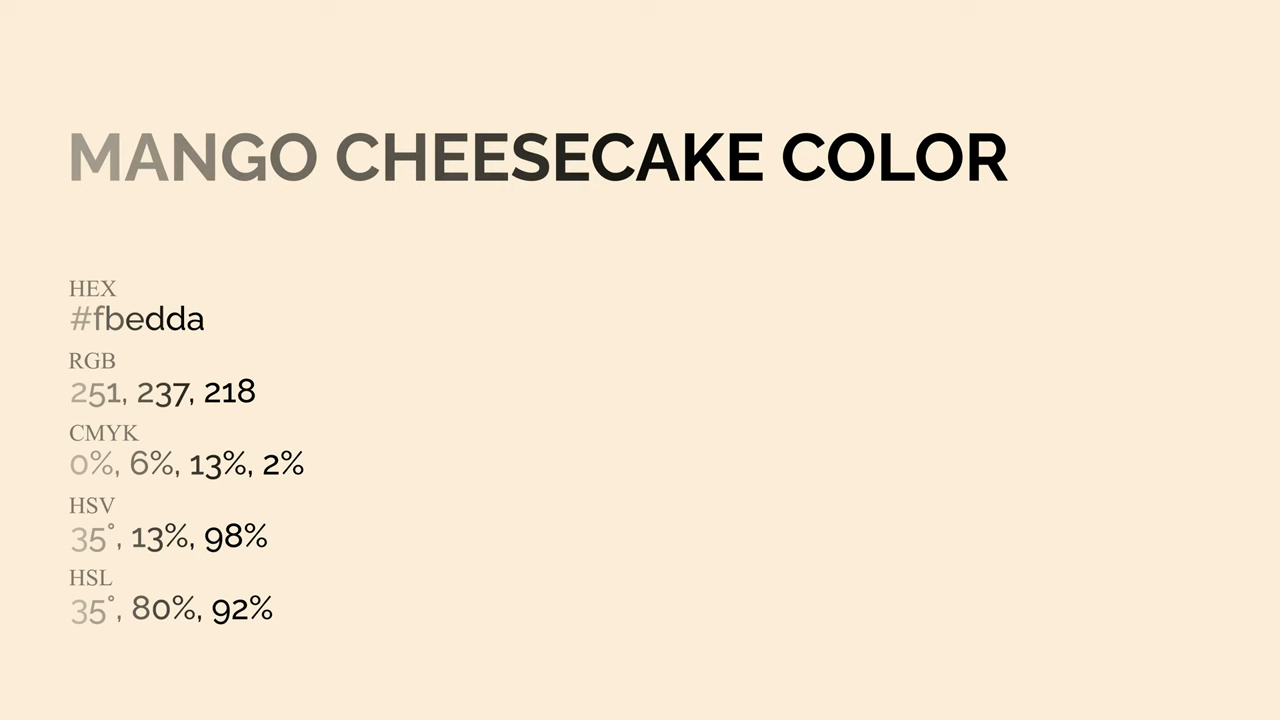 MANGO CHEESECAKE COLOR
HEX
#fbedda
RGB
251, 237, 218
CMYK
0%, 6%, 13%, 2%
HSV
35°, 13%, 98%
HSL
35°, 80%, 92%